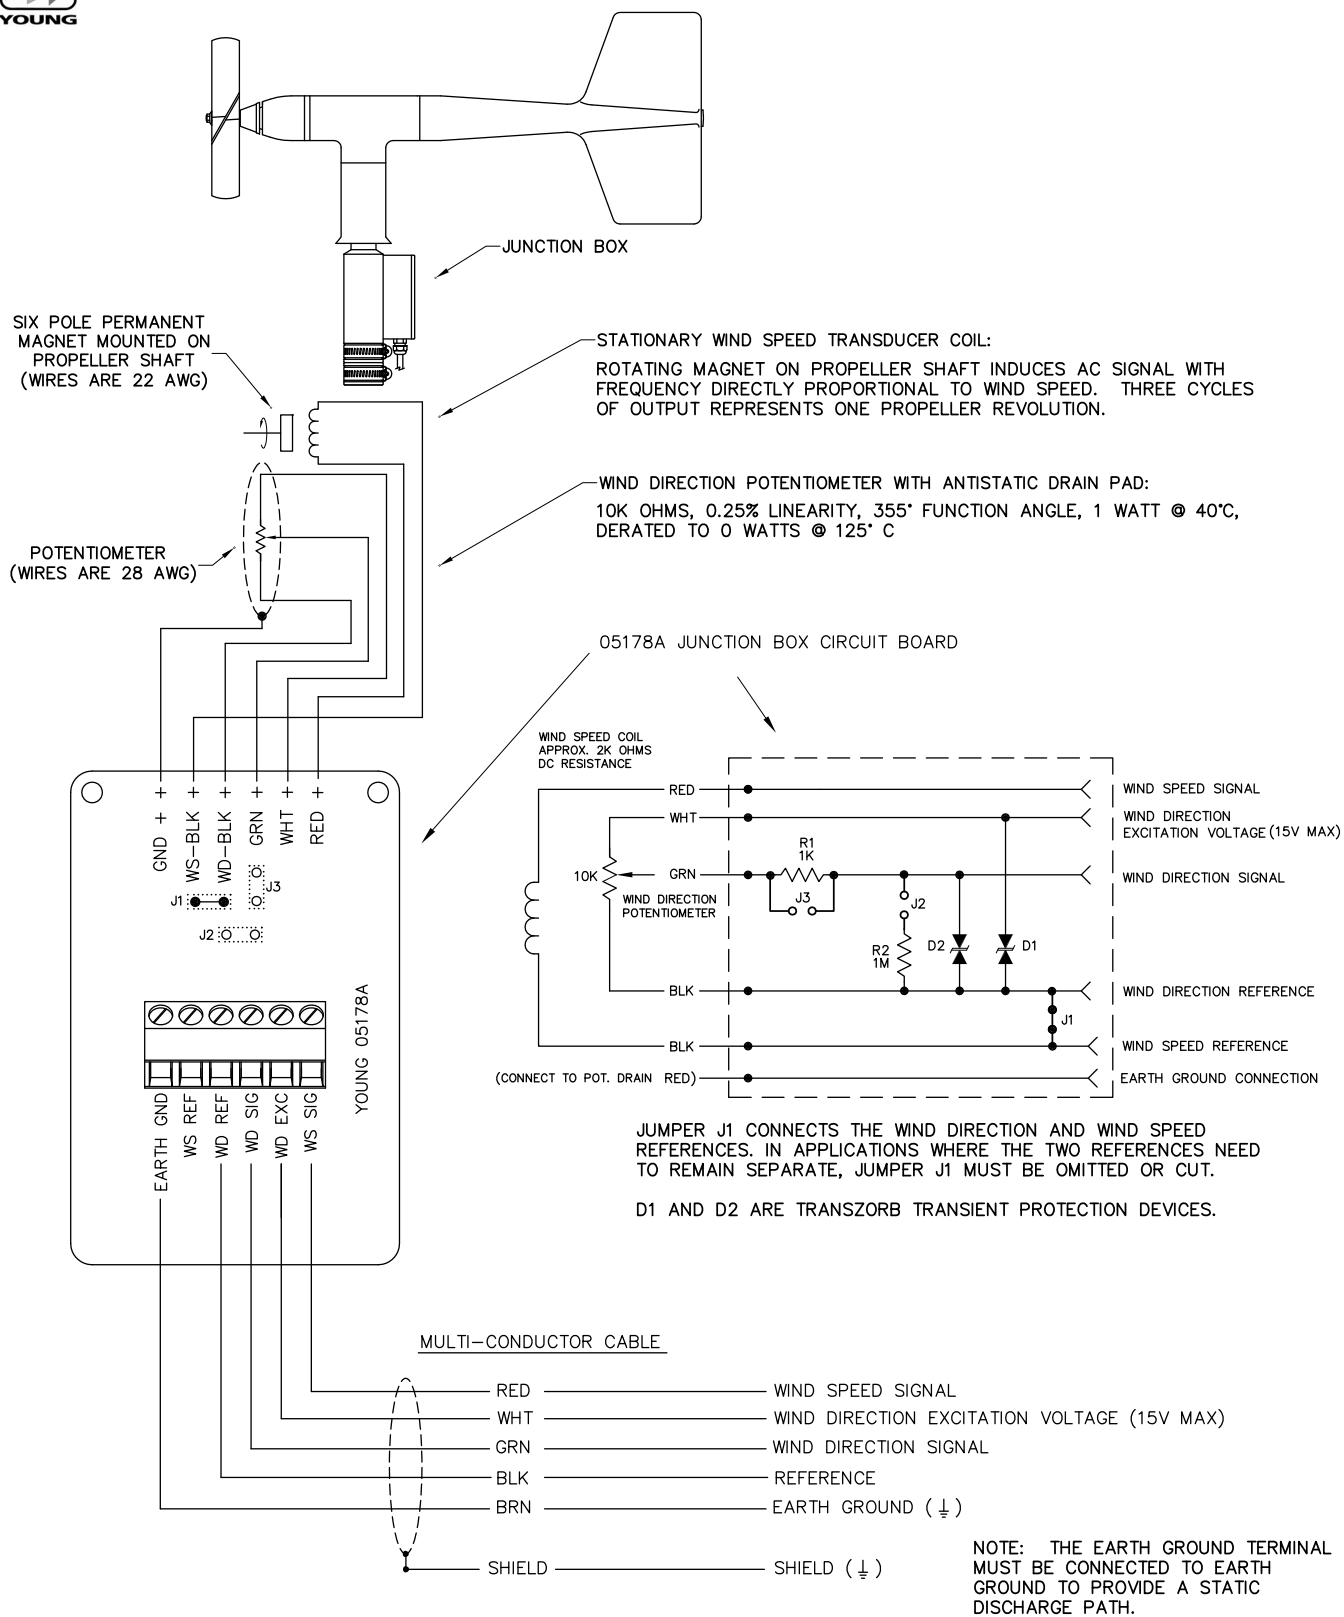 YOUNG
JUNCTION BOX
SIX POLE PERMANENT
MAGNET MOUNTED ON
PROPELLER SHAFT
(WIRES ARE 22 AWG)
STATIONARY WIND SPEED TRANSDUCER COIL:
ROTATING MAGNET ON PROPELLER SHAFT INDUCES AC SIGNAL WITH
FREQUENCY DIRECTLY PROPORTIONAL TO WIND SPEED. THREE CYCLES
OF OUTPUT REPRESENTS ONE PROPELLER REVOLUTION.
WIND DIRECTION POTENTIOMETER WITH ANTISTATIC DRAIN PAD:
10K OHMS, 0.25% LINEARITY, 355° FUNCTION ANGLE, 1 WATT @ 40°C,
DERATED TO 0 WATTS @ 125° C
POTENTIOMETER
(WIRES ARE 28 AWG)
05178A JUNCTION BOX CIRCUIT BOARD
GND +
WS-BLK +
WD-BLK +
GRN +
WHT +
RED +
J1
J3
J2
YOUNG 05178A
EARTH GND
WS REF
WD REF
WD SIG
WD EXC
WS SIG
WIND SPEED COIL
APPROX. 2K OHMS
DC RESISTANCE
RED
WIND SPEED SIGNAL
WHT
WIND DIRECTION
EXCITATION VOLTAGE (15V MAX)
R1
1K
10K
GRN
WIND DIRECTION SIGNAL
WIND DIRECTION
POTENTIOMETER
J3
J2
R2
1M
D2
D1
BLK
WIND DIRECTION REFERENCE
J1
BLK
WIND SPEED REFERENCE
(CONNECT TO POT. DRAIN RED)
EARTH GROUND CONNECTION
JUMPER J1 CONNECTS THE WIND DIRECTION AND WIND SPEED
REFERENCES. IN APPLICATIONS WHERE THE TWO REFERENCES NEED
TO REMAIN SEPARATE, JUMPER J1 MUST BE OMITTED OR CUT.
D1 AND D2 ARE TRANSZORB TRANSIENT PROTECTION DEVICES.
MULTI-CONDUCTOR CABLE
RED WIND SPEED SIGNAL
WHT WIND DIRECTION EXCITATION VOLTAGE (15V MAX)
GRN WIND DIRECTION SIGNAL
BLK REFERENCE
BRN EARTH GROUND (⏚)
SHIELD SHIELD (⏚)
NOTE: THE EARTH GROUND TERMINAL
MUST BE CONNECTED TO EARTH
GROUND TO PROVIDE A STATIC
DISCHARGE PATH.